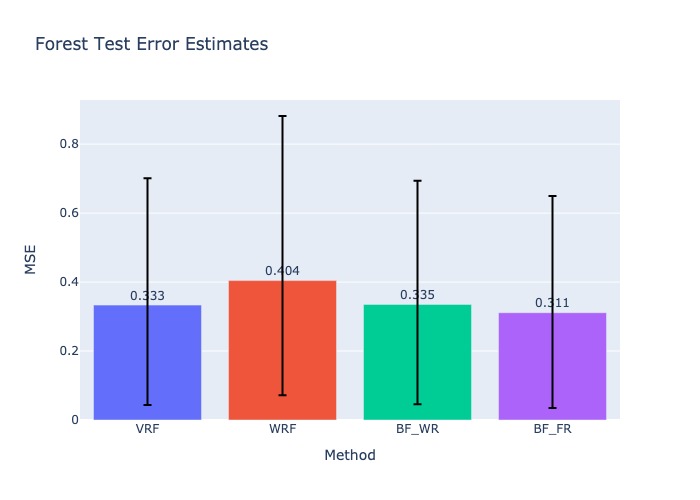 Forest Test Error Estimates
MSE
0.8
0.6
0.4
0.2
0
0.333
0.404
0.335
0.311
VRF
WRF
BF_WR
BF_FR
Method